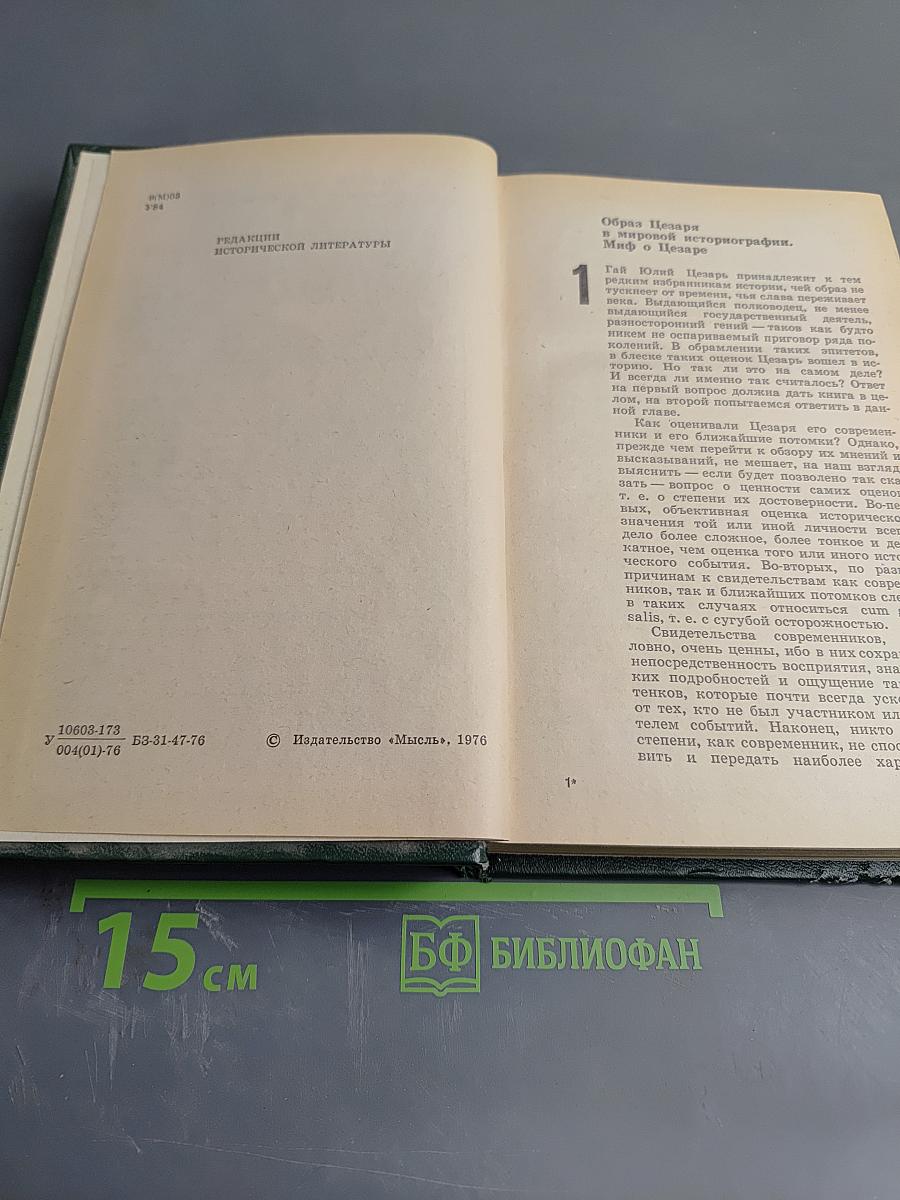 9(М)03
З-84
РЕДАКЦИИ
ИСТОРИЧЕСКОЙ ЛИТЕРАТУРЫ
У 10603-173 БЗ-31-47-76
004(01)-76
© Издательство «Мысль», 1976
Образ Цезаря
в мировой историографии.
Миф о Цезаре
1
Гай Юлий Цезарь принадлежит к тем
редким избранникам истории, чей образ не
тускнеет от времени, чья слава переживает
века. Выдающийся полководец, не менее
выдающийся государственный деятель,
разносторонний гений — таков как будто
никем не оспариваемый приговор ряда по-
колений. В обрамлении таких эпитетов,
в блеске таких оценок Цезарь вошел в ис-
торию. Но так ли это на самом деле?
И всегда ли именно так считалось? Ответ
на первый вопрос должна дать книга в це-
лом, на второй попытаемся ответить в дан-
ной главе.
Как оценивали Цезаря его современ-
ники и его ближайшие потомки? Однако,
прежде чем перейти к обзору их мнений и
высказываний, не мешает, на наш взгляд
выяснить — если будет позволено так ска
зать — вопрос о ценности самих оценок
т. е. о степени их достоверности. Во-пе
вых, объективная оценка историческо
значения той или иной личности всег
дело более сложное, более тонкое и де
катное, чем оценка того или иного исто
ческого события. Во-вторых, по разн
причинам к свидетельствам как совре
ников, так и ближайших потомков сле
в таких случаях относиться cum
salis, т. е. с сугубой осторожностью.
Свидетельства современников,
ловно, очень ценны, ибо в них сохра
непосредственность восприятия, зна
ких подробностей и ощущение та
тенков, которые почти всегда уско
от тех, кто не был участником ил
телем событий. Наконец, никто
степени, как современник, не спос
вить и передать наиболее хар
1*
15 см
БФ БИБЛИОФАН